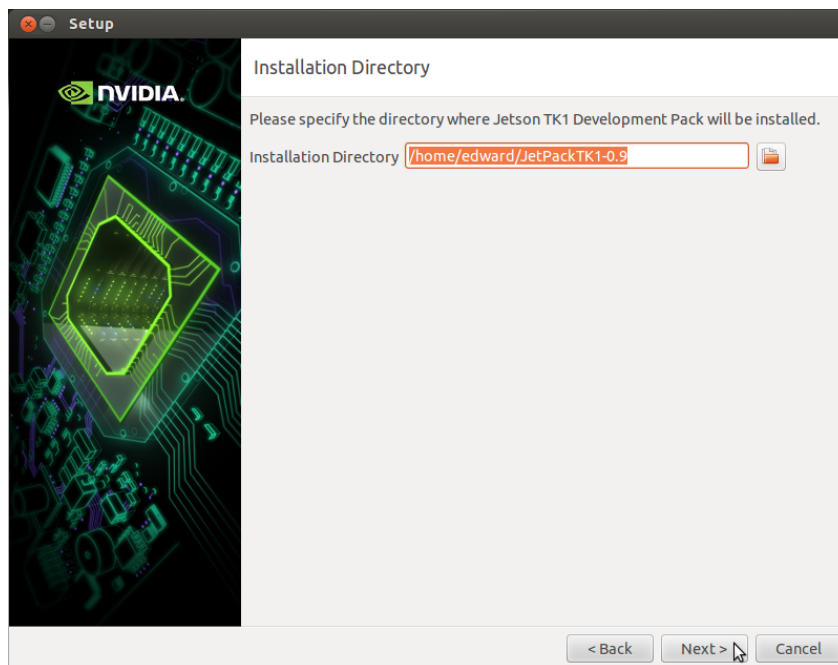 Setup
NVIDIA.
Installation Directory
Please specify the directory where Jetson TK1 Development Pack will be installed.
Installation Directory /home/edward/JetPackTK1-0.9
< Back Next > Cancel